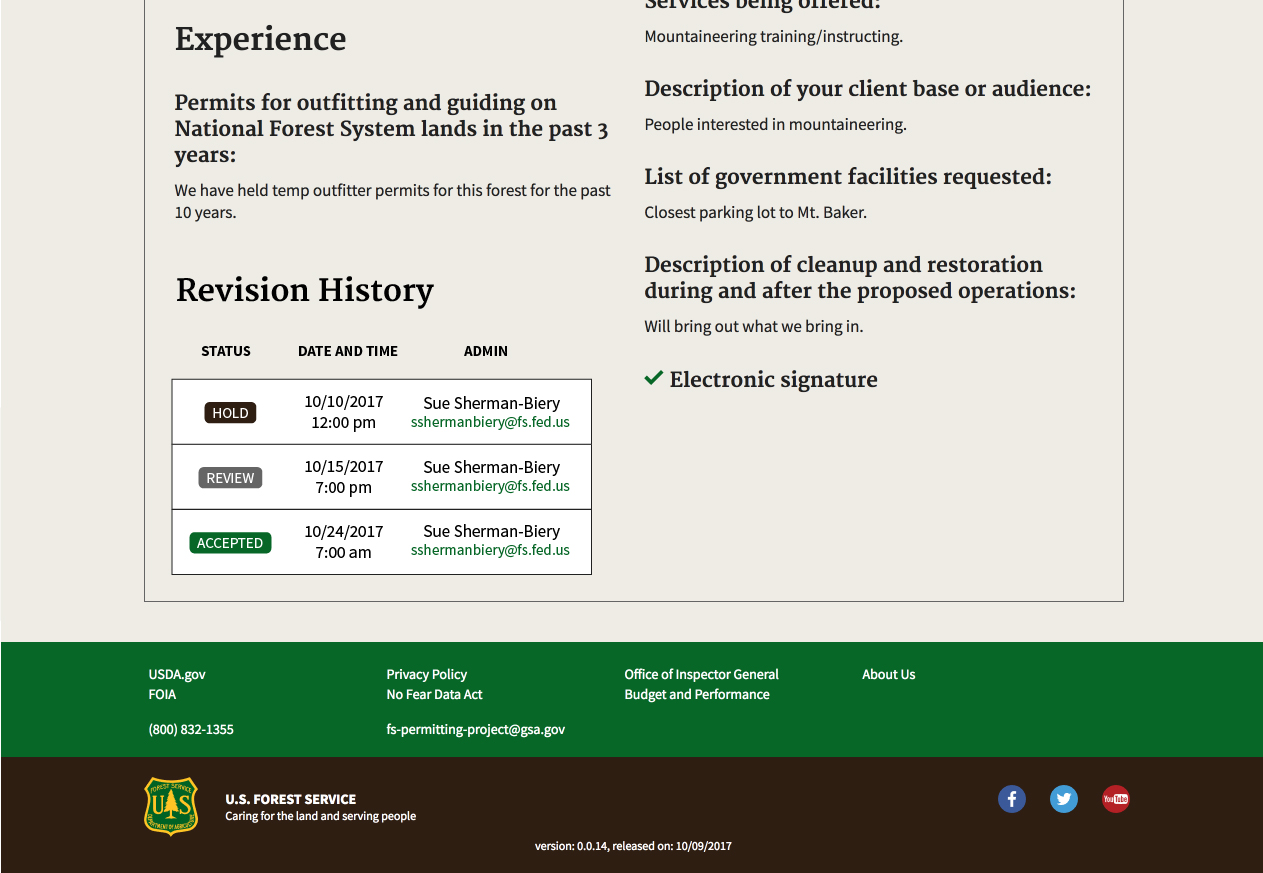 Experience
Permits for outfitting and guiding on
National Forest System lands in the past 3
years:
We have held temp outfitter permits for this forest for the past
10 years.
Revision History
STATUS DATE AND TIME ADMIN
HOLD 10/10/2017 Sue Sherman-Biery
12:00 pm sshermanbiery@fs.fed.us
REVIEW 10/15/2017 Sue Sherman-Biery
7:00 pm sshermanbiery@fs.fed.us
ACCEPTED 10/24/2017 Sue Sherman-Biery
7:00 am sshermanbiery@fs.fed.us
Services being offered:
Mountaineering training/instructing.
Description of your client base or audience:
People interested in mountaineering.
List of government facilities requested:
Closest parking lot to Mt. Baker.
Description of cleanup and restoration
during and after the proposed operations:
Will bring out what we bring in.
Electronic signature
USDA.gov Privacy Policy Office of Inspector General About Us
FOIA No Fear Data Act Budget and Performance
(800) 832-1355 fs-permitting-project@gsa.gov
FOREST SERVICE
US
DEPARTMENT OF AGRICULTURE
U.S. FOREST SERVICE
Caring for the land and serving people
f
YouTube
version: 0.0.14, released on: 10/09/2017